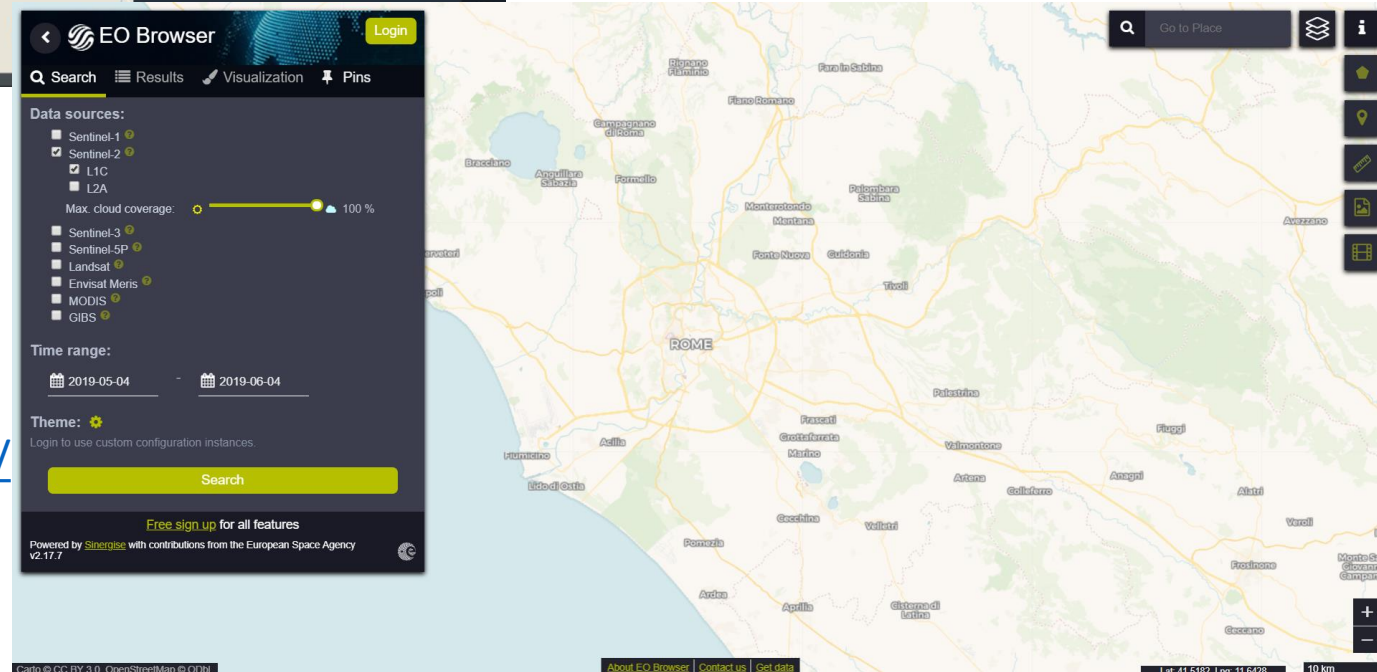 EO Browser
Login
Search Results Visualization Pins
Data sources:
Sentinel-1
Sentinel-2
L1C
L2A
Max. cloud coverage: 100 %
Sentinel-3
Sentinel-5P
Landsat
Envisat Meris
MODIS
GIBS
Time range:
2019-05-04 - 2019-06-04
Theme:
Login to use custom configuration instances.
Search
Free sign up for all features
Powered by Sinergise with contributions from the European Space Agency
v2.17.7
Go to Place
i
Rignano
Flaminio
Fara in Sabina
Fiano Romano
Campagnano
di Roma
Bracciano
Anguillara
Sabazia
Formello
Palombara
Sabina
Monterotondo
Mentana
Avezzano
Fonte Nuova
Guidonia
Tivoli
ROME
Palestrina
Frascati
Grottaferrata
Marino
Fiuggi
Acilia
Fiumicino
Valmontone
Lido di Ostia
Artena
Colleferro
Anagni
Alatri
Cecchina
Velletri
Veroli
Pomezia
Frosinone
Ardea
Aprilia
Cisterna di
Latina
Ceccano
+
−
Carto © CC BY 3.0, OpenStreetMap © ODbL
About EO Browser | Contact us | Get data
Lat: 41.5182, Lng: 11.6428
10 km
/